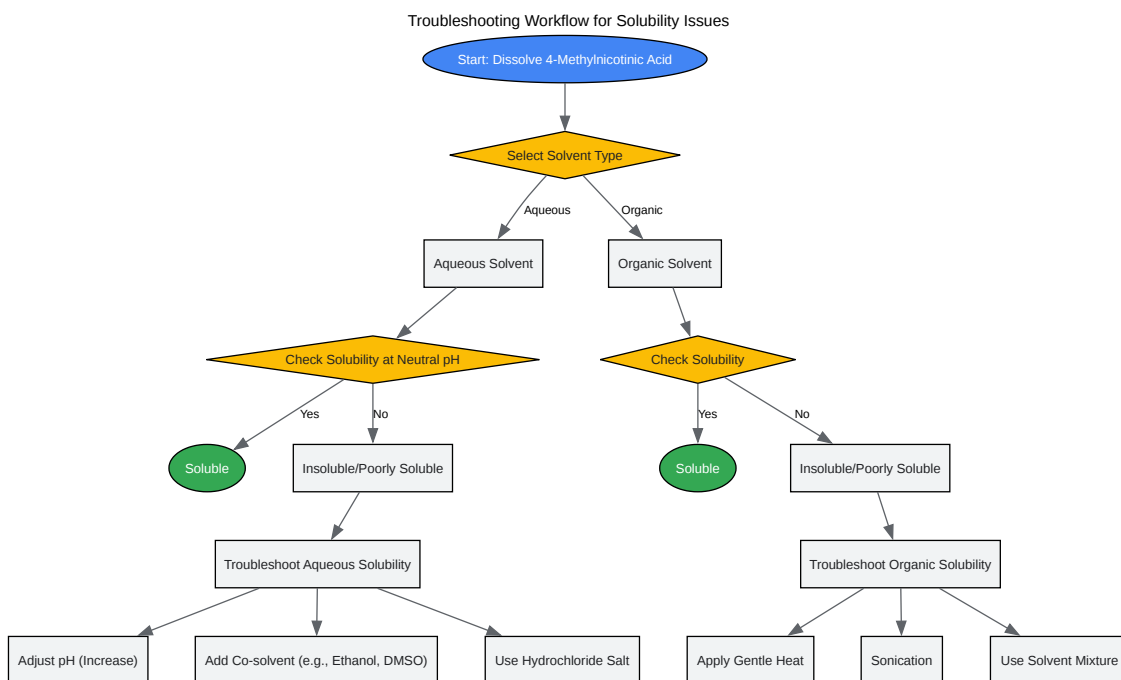 Troubleshooting Workflow for Solubility Issues
Start: Dissolve 4-Methylnicotinic Acid
Select Solvent Type
Aqueous
Organic
Aqueous Solvent
Organic Solvent
Check Solubility at Neutral pH
Check Solubility
Yes
No
Yes
No
Soluble
Insoluble/Poorly Soluble
Soluble
Insoluble/Poorly Soluble
Troubleshoot Aqueous Solubility
Troubleshoot Organic Solubility
Adjust pH (Increase)
Add Co-solvent (e.g., Ethanol, DMSO)
Use Hydrochloride Salt
Apply Gentle Heat
Sonication
Use Solvent Mixture